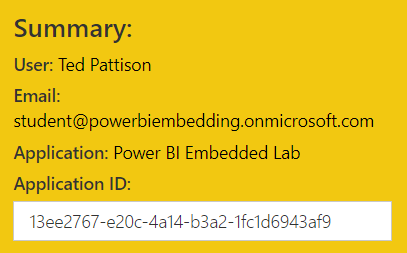 Summary:
User: Ted Pattison
Email:
student@powerbiembedding.onmicrosoft.com
Application: Power BI Embedded Lab
Application ID:
13ee2767-e20c-4a14-b3a2-1fc1d6943af9